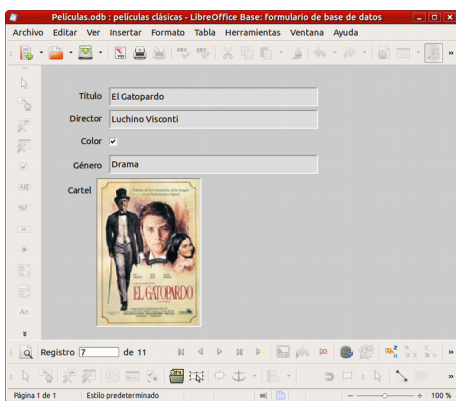 Películas.odb : películas clásicas - LibreOffice Base: formulario de base de datos
Archivo Editar Ver Insertar Formato Tabla Herramientas Ventana Ayuda
Título El Gatopardo
Director Luchino Visconti
Color
Género Drama
Cartel
EL GATOPARDO
Registro 7 de 11
Página 1 de 1 Estilo predeterminado 100 %